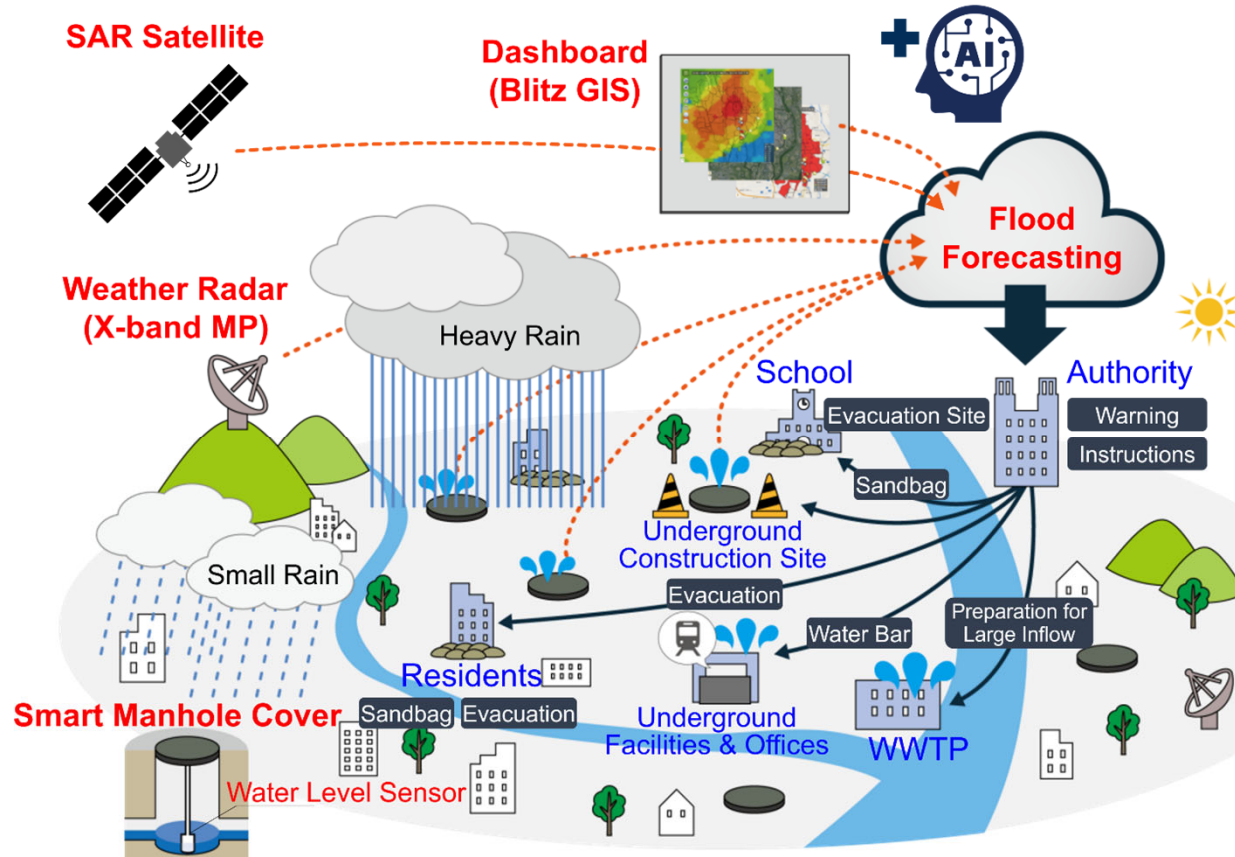 SAR Satellite
Dashboard
(Blitz GIS)
AI
Flood
Forecasting
Weather Radar
(X-band MP)
Heavy Rain
School
Authority
Evacuation Site
Warning
Instructions
Sandbag
Underground
Construction Site
Small Rain
Evacuation
Preparation for
Large Inflow
Water Bar
Residents
Sandbag
Evacuation
Underground
Facilities & Offices
WWTP
Smart Manhole Cover
Water Level Sensor